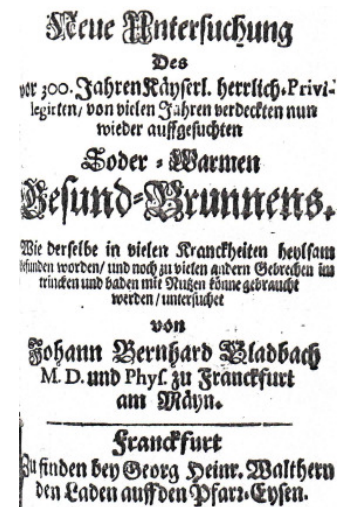 Neue Untersuchung
Des
vor 300. Jahren Käyserl. herrlich-Privi-
legirten/ von vielen Jahren verdeckten nun
wieder auffgesuchten
Soder-Warmen
Gesund-Brunnens.
Wie derselbe in vielen Kranckheiten heylsam
befunden worden/ und noch zu vielen andern Gebrechen im
trincken und baden mit Nutzen könne gebraucht
werden/ untersuchet
von
Johann Bernhard Gladbach
M. D. und Phys. zu Franckfurt
am Mäyn.
Franckfurt
Zu finden bey Georg Heinr. Walthern
den Laden auff den Pfarr-Eysen.